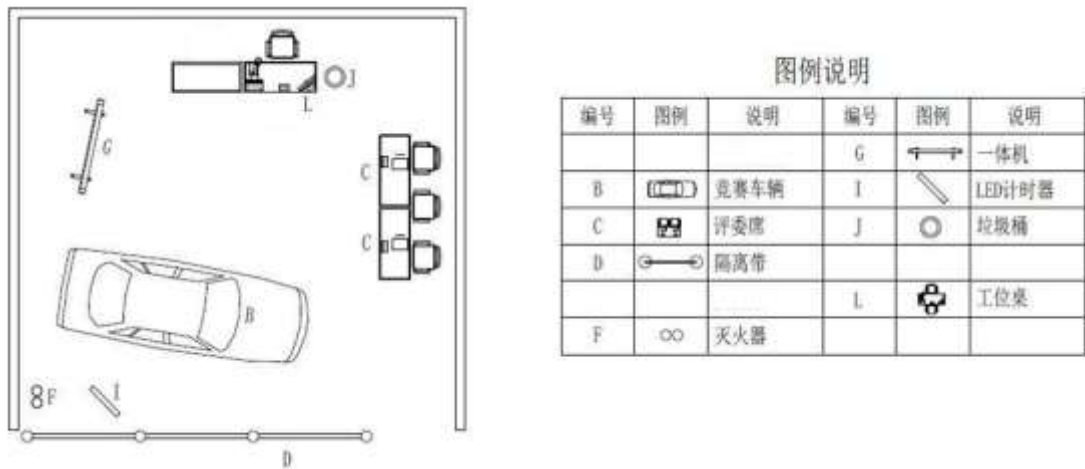 J
L
G
C
C
B
F
I
D
图例说明
编号 图例 说明 编号 图例 说明
G 一体机
B 竞赛车辆 I LED计时器
C 评委席 J 垃圾桶
D 隔离带
L 工位桌
F 灭火器